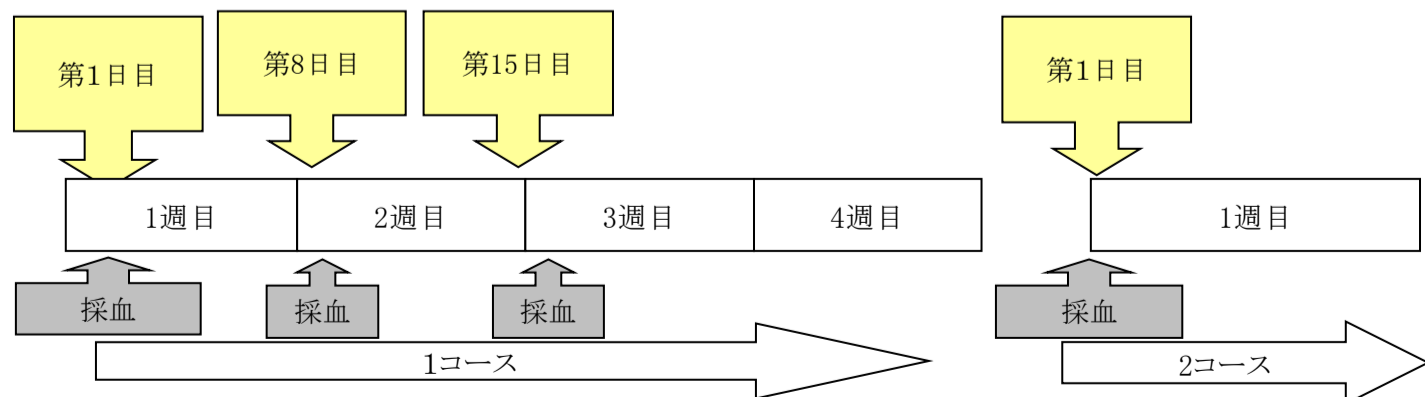 第1日目
第8日目
第15日目
第1日目
1週目
2週目
3週目
4週目
1週目
採血
採血
採血
採血
1コース
2コース